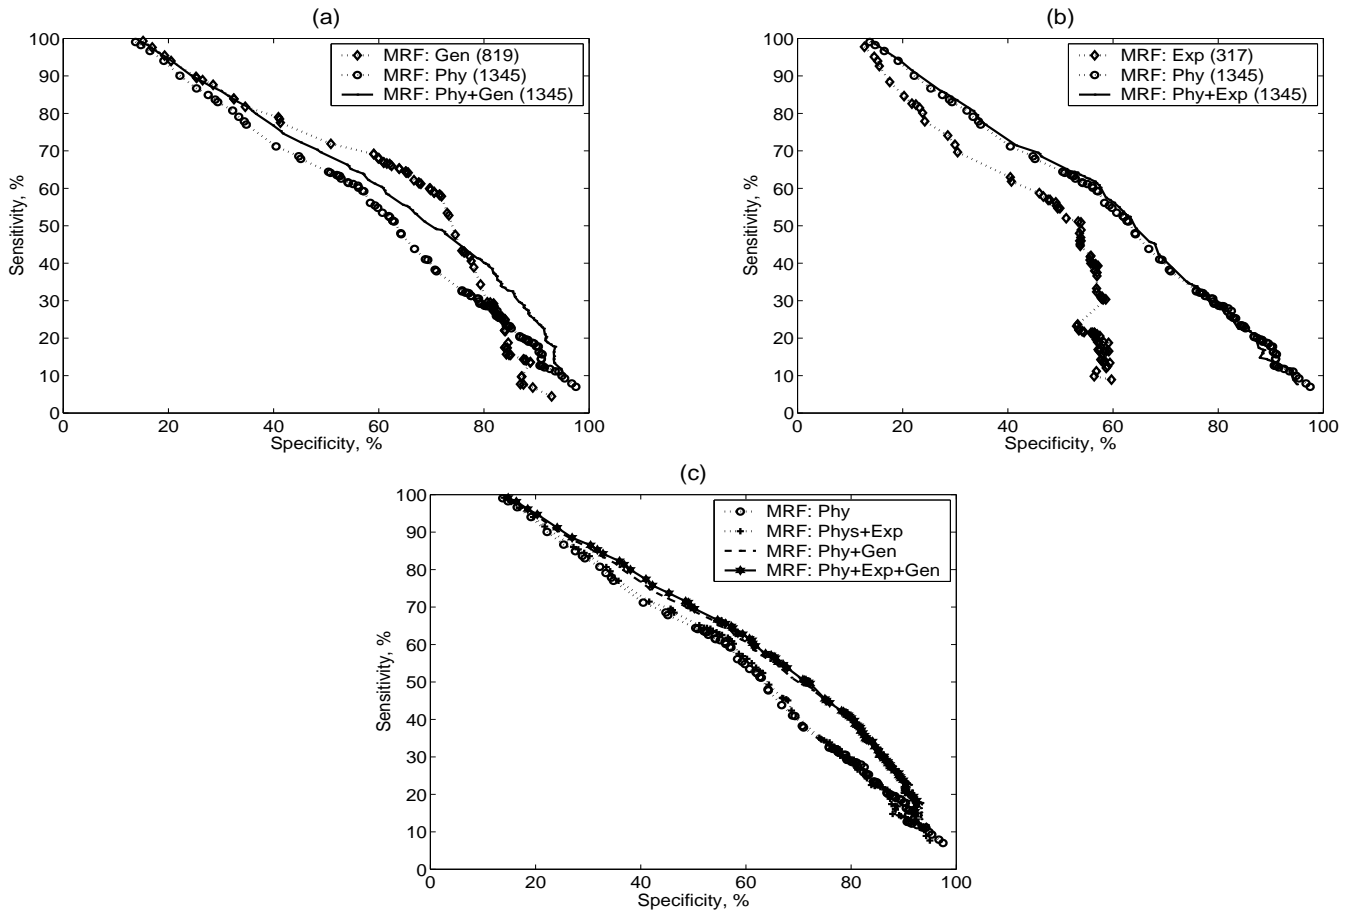 (a)
100
90
80
70
60
50
40
30
20
10
0
Sensitivity, %
0 20 40 60 80 100
Specificity, %
MRF: Gen (819)
MRF: Phy (1345)
MRF: Phy+Gen (1345)
(b)
100
90
80
70
60
50
40
30
20
10
0
Sensitivity, %
0 20 40 60 80 100
Specificity, %
MRF: Exp (317)
MRF: Phy (1345)
MRF: Phy+Exp (1345)
(c)
100
90
80
70
60
50
40
30
20
10
0
Sensitivity, %
0 20 40 60 80 100
Specificity, %
MRF: Phy
MRF: Phys+Exp
MRF: Phy+Gen
MRF: Phy+Exp+Gen